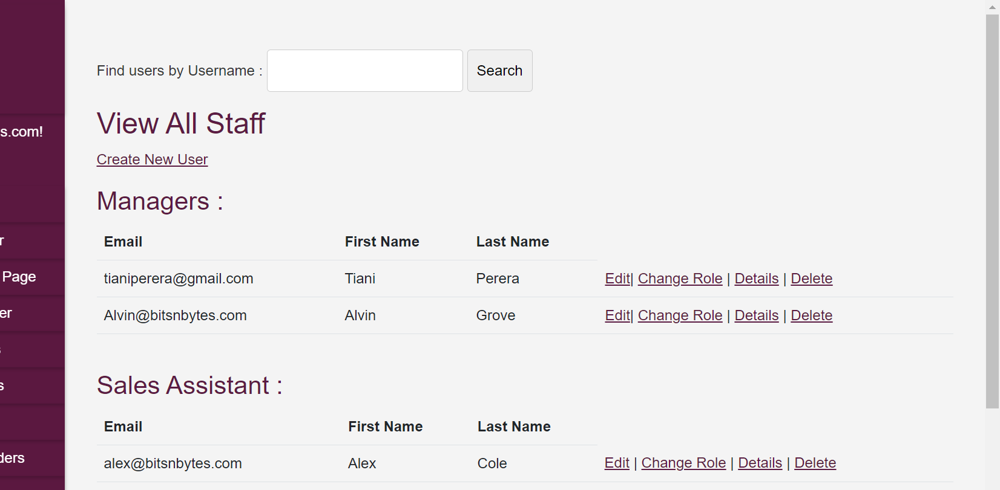 Find users by Username :
Search
View All Staff
Create New User
Managers :
Email First Name Last Name
tianiperera@gmail.com Tiani Perera Edit| Change Role | Details | Delete
Alvin@bitsnbytes.com Alvin Grove Edit| Change Role | Details | Delete
Sales Assistant :
Email First Name Last Name
alex@bitsnbytes.com Alex Cole Edit | Change Role | Details | Delete
s.com!
r
Page
er
s
ders